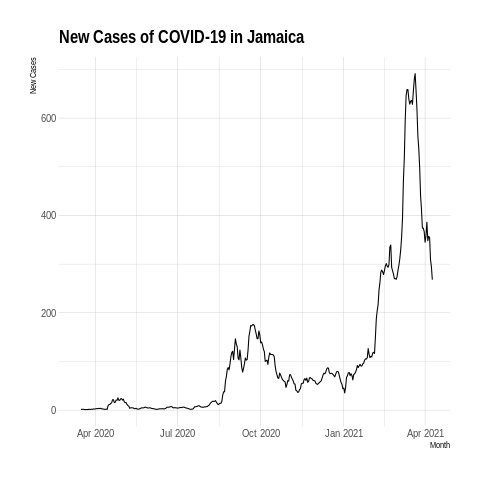 New Cases of COVID-19 in Jamaica
New Cases
600
400
200
0
Apr 2020 Jul 2020 Oct 2020 Jan 2021 Apr 2021
Month